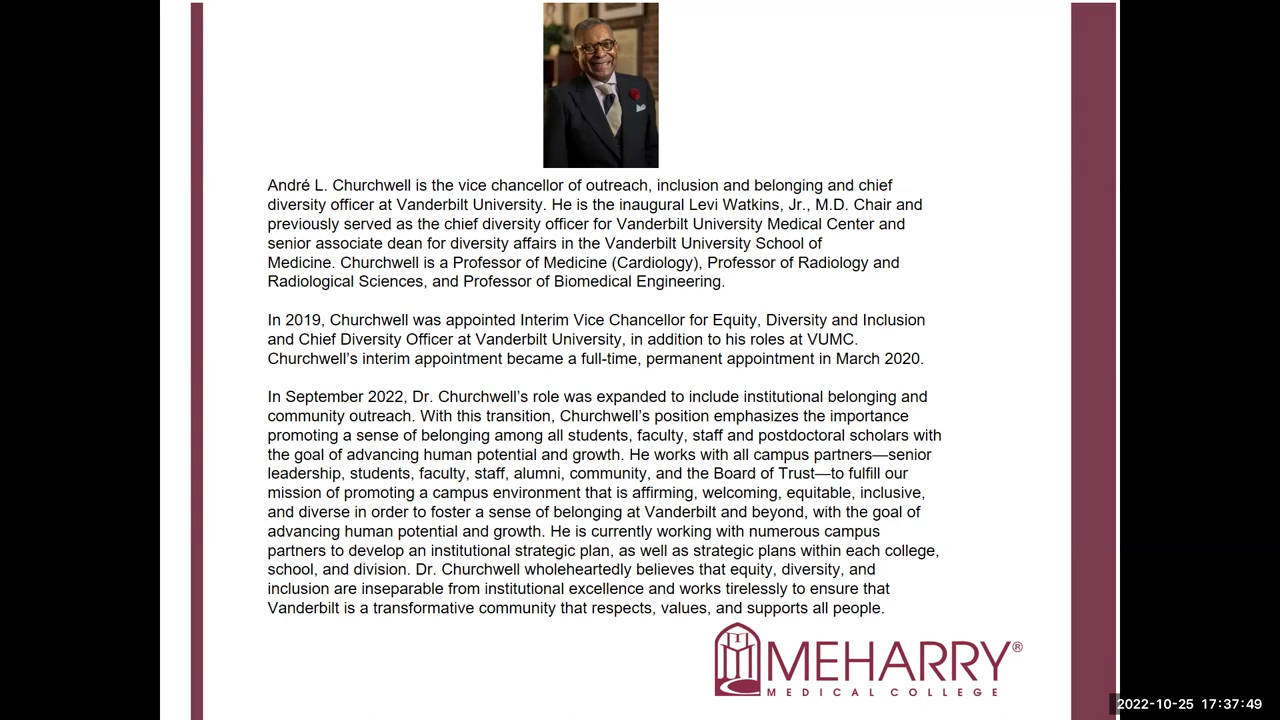 André L. Churchwell is the vice chancellor of outreach, inclusion and belonging and chief
diversity officer at Vanderbilt University. He is the inaugural Levi Watkins, Jr., M.D. Chair and
previously served as the chief diversity officer for Vanderbilt University Medical Center and
senior associate dean for diversity affairs in the Vanderbilt University School of
Medicine. Churchwell is a Professor of Medicine (Cardiology), Professor of Radiology and
Radiological Sciences, and Professor of Biomedical Engineering.
In 2019, Churchwell was appointed Interim Vice Chancellor for Equity, Diversity and Inclusion
and Chief Diversity Officer at Vanderbilt University, in addition to his roles at VUMC.
Churchwell’s interim appointment became a full-time, permanent appointment in March 2020.
In September 2022, Dr. Churchwell’s role was expanded to include institutional belonging and
community outreach. With this transition, Churchwell’s position emphasizes the importance
promoting a sense of belonging among all students, faculty, staff and postdoctoral scholars with
the goal of advancing human potential and growth. He works with all campus partners—senior
leadership, students, faculty, staff, alumni, community, and the Board of Trust—to fulfill our
mission of promoting a campus environment that is affirming, welcoming, equitable, inclusive,
and diverse in order to foster a sense of belonging at Vanderbilt and beyond, with the goal of
advancing human potential and growth. He is currently working with numerous campus
partners to develop an institutional strategic plan, as well as strategic plans within each college,
school, and division. Dr. Churchwell wholeheartedly believes that equity, diversity, and
inclusion are inseparable from institutional excellence and works tirelessly to ensure that
Vanderbilt is a transformative community that respects, values, and supports all people.
MEHARRY®
MEDICAL COLLEGE
2022-10-25 17:37:49